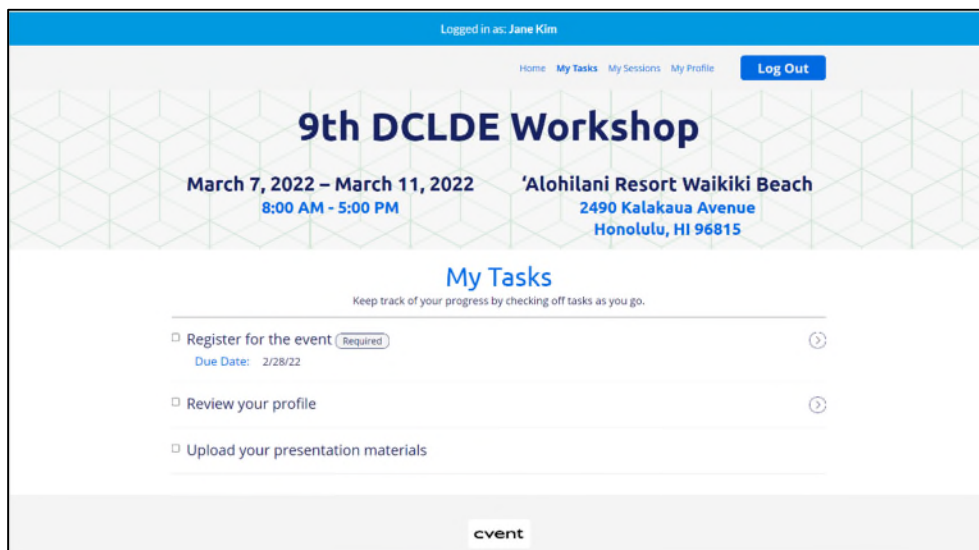 Logged in as: Jane Kim
Home My Tasks My Sessions My Profile Log Out
9th DCLDE Workshop
March 7, 2022 – March 11, 2022
8:00 AM - 5:00 PM
‘Alohilani Resort Waikiki Beach
2490 Kalakaua Avenue
Honolulu, HI 96815
My Tasks
Keep track of your progress by checking off tasks as you go.
Register for the event Required
Due Date: 2/28/22
Review your profile
Upload your presentation materials
cvent